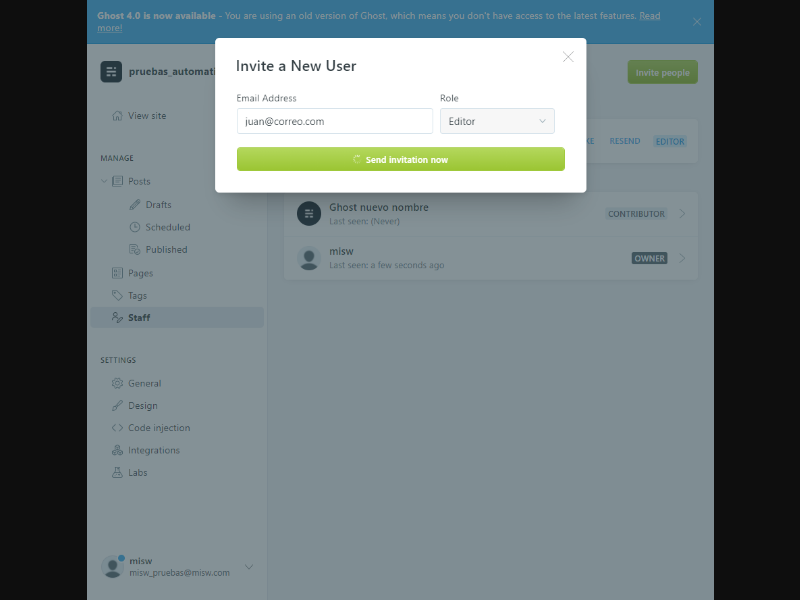 Ghost 4.0 is now available - You are using an old version of Ghost, which means you don't have access to the latest features. Read
more!
pruebas_automati
Invite people
View site
MANAGE
Posts
Drafts
Scheduled
Published
Pages
Tags
Staff
SETTINGS
General
Design
Code injection
Integrations
Labs
misw
misw_pruebas@misw.com
Invite a New User
Email Address
Role
juan@correo.com
Editor
Send invitation now
RESEND
EDITOR
Ghost nuevo nombre
Last seen: (Never)
CONTRIBUTOR
misw
Last seen: a few seconds ago
OWNER